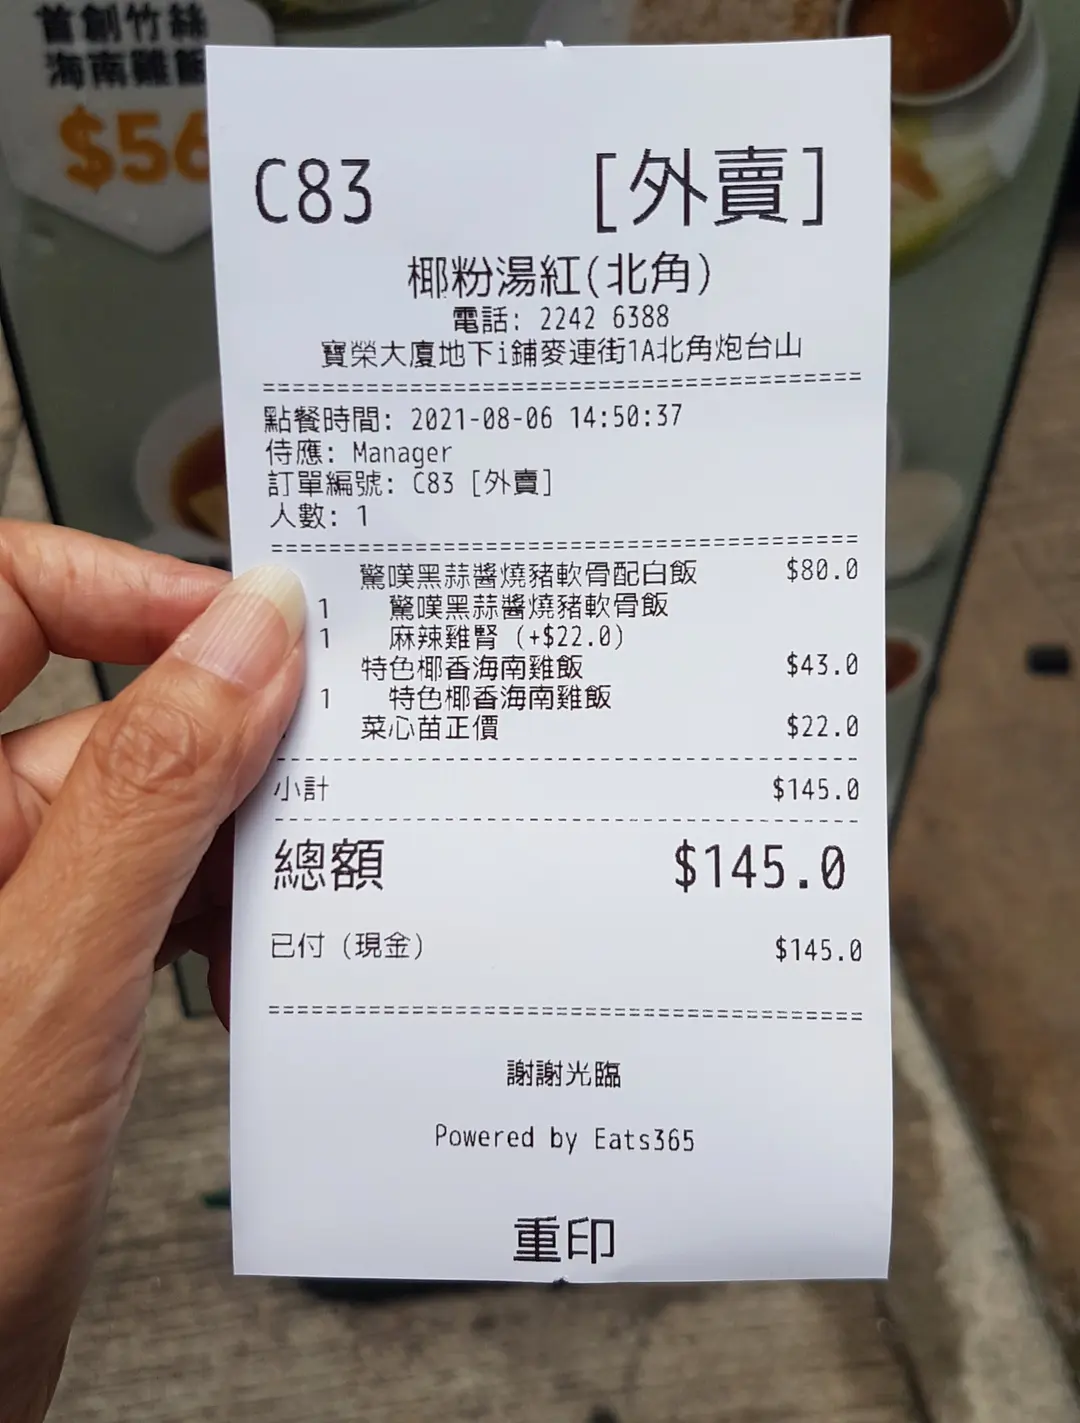 首創竹絲
海南雞飯
$56
C83 [外賣]
椰粉湯紅(北角)
電話: 2242 6388
寶榮大廈地下i鋪麥連街1A北角炮台山
點餐時間: 2021-08-06 14:50:37
侍應: Manager
訂單編號: C83 [外賣]
人數: 1
驚嘆黑蒜醬燒豬軟骨配白飯 $80.0
1 驚嘆黑蒜醬燒豬軟骨飯
1 麻辣雞腎 (+$22.0)
特色椰香海南雞飯 $43.0
1 特色椰香海南雞飯
菜心苗正價 $22.0
小計 $145.0
總額 $145.0
已付 (現金) $145.0
謝謝光臨
Powered by Eats365
重印